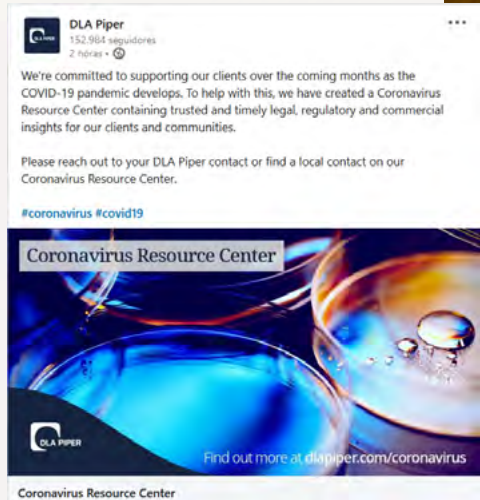 DLA Piper
152.984 seguidores
2 horas •
We're committed to supporting our clients over the coming months as the
COVID-19 pandemic develops. To help with this, we have created a Coronavirus
Resource Center containing trusted and timely legal, regulatory and commercial
insights for our clients and communities.
Please reach out to your DLA Piper contact or find a local contact on our
Coronavirus Resource Center.
#coronavirus #covid19
Coronavirus Resource Center
DLA PIPER
Find out more at dlapiper.com/coronavirus
Coronavirus Resource Center